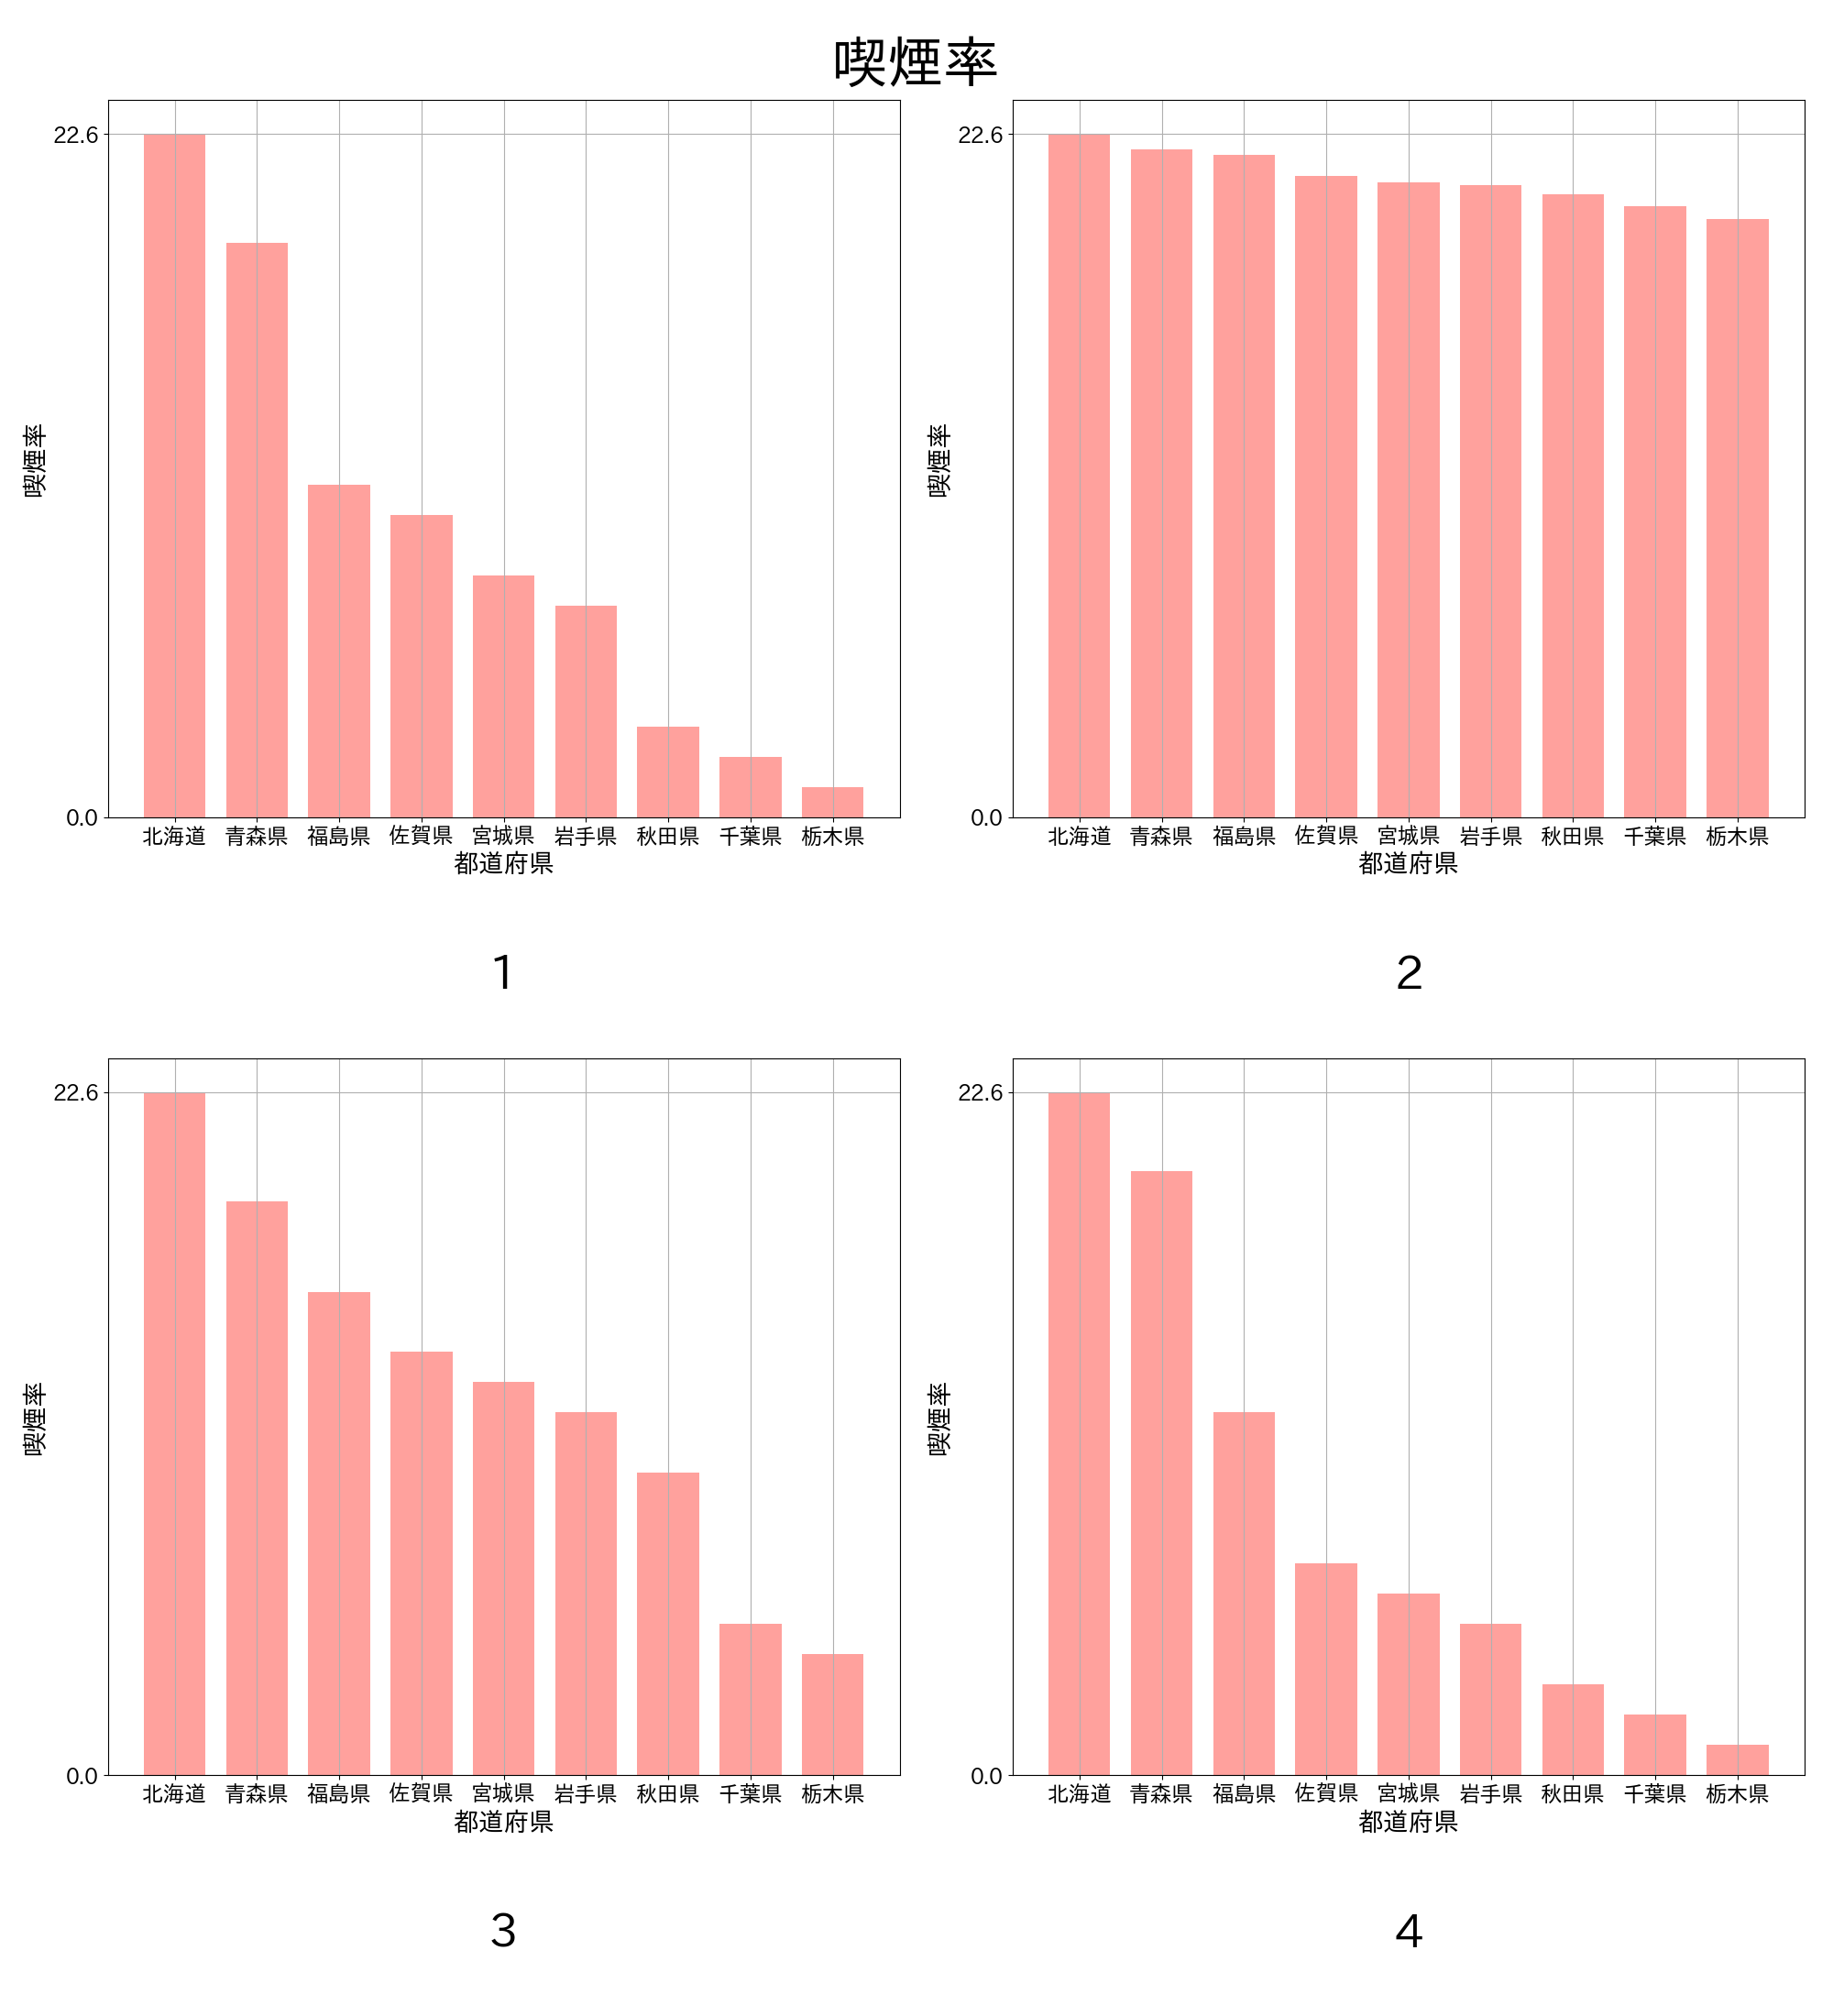 喫煙率
22.6
0.0
喫煙率
北海道 青森県 福島県 佐賀県 宮城県 岩手県 秋田県 千葉県 栃木県
都道府県
1
22.6
0.0
喫煙率
北海道 青森県 福島県 佐賀県 宮城県 岩手県 秋田県 千葉県 栃木県
都道府県
2
22.6
0.0
喫煙率
北海道 青森県 福島県 佐賀県 宮城県 岩手県 秋田県 千葉県 栃木県
都道府県
3
22.6
0.0
喫煙率
北海道 青森県 福島県 佐賀県 宮城県 岩手県 秋田県 千葉県 栃木県
都道府県
4